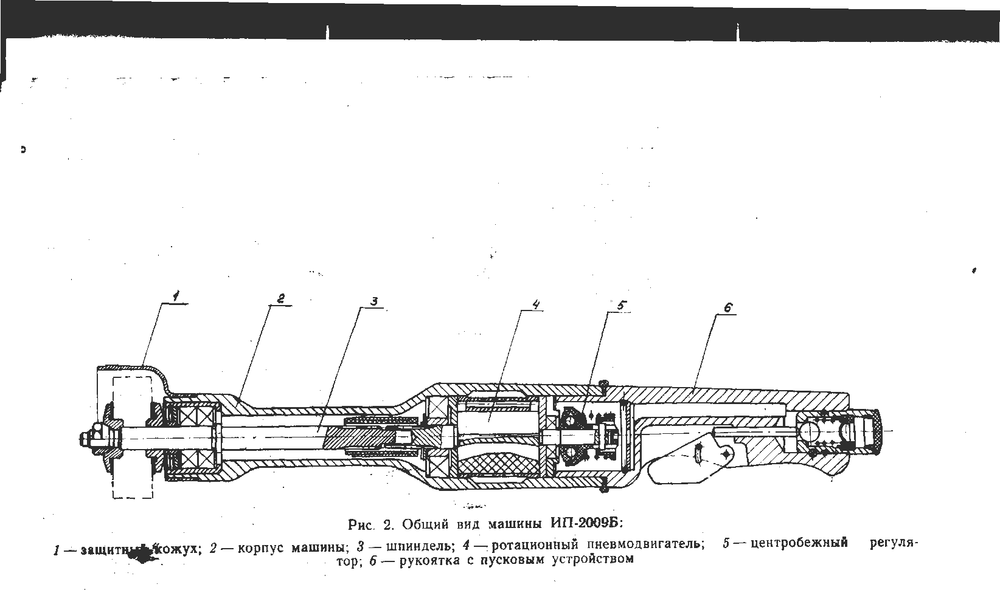 1 2 3 4 5 6
Рис. 2. Общий вид машины ИП-2009Б:
1 — защитный кожух; 2 — корпус машины; 3 — шпиндель; 4 — ротационный пневмодвигатель; 5 — центробежный регуля-
тор; 6 — рукоятка с пусковым устройством